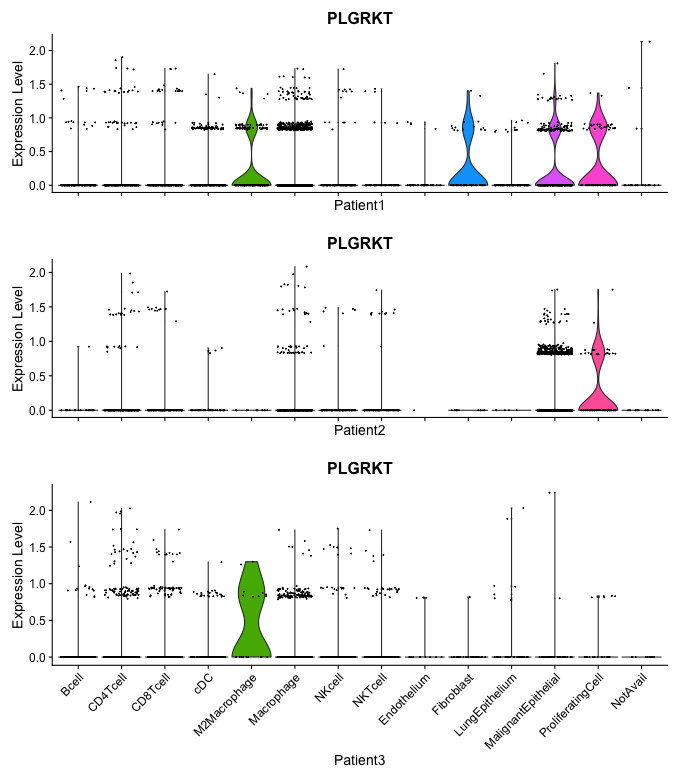 PLGRKT
Expression Level
2.0
1.5
1.0
0.5
0.0
Patient1
PLGRKT
Expression Level
2.0
1.5
1.0
0.5
0.0
Patient2
PLGRKT
Expression Level
2.0
1.5
1.0
0.5
0.0
Bcell
CD4Tcell
CD8Tcell
cDC
M2Macrophage
Macrophage
NKcell
NKTcell
Endothelium
Fibroblast
LungEpithelium
MalignantEpithelial
ProliferatingCell
NotAvail
Patient3